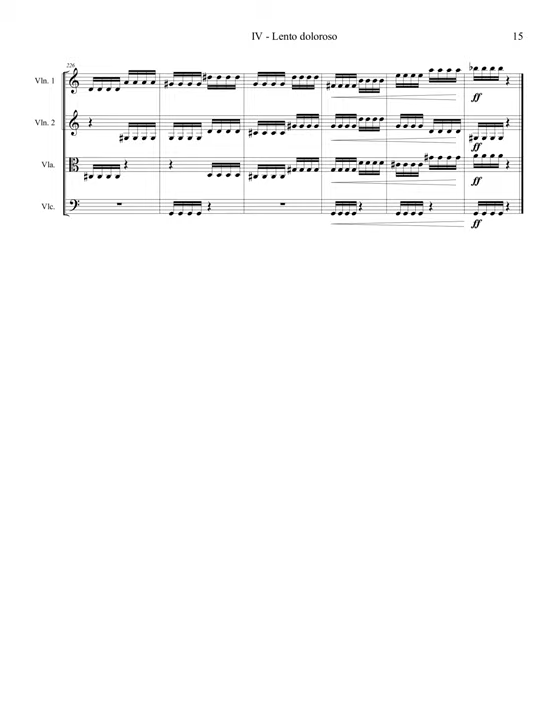 IV - Lento doloroso 15
226
Vln. 1
ff
Vln. 2
ff
Vla.
ff
Vlc.
ff